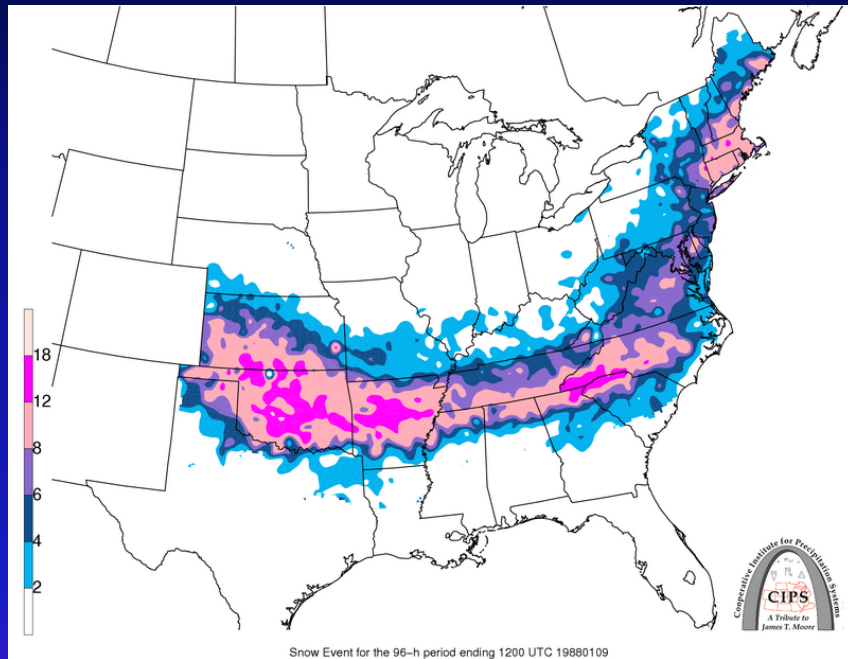 18
12
8
6
4
2
Cooperative Institute for Precipitation Systems
CIPS
A Tribute to
James T. Moore
Snow Event for the 96-h period ending 1200 UTC 19880109